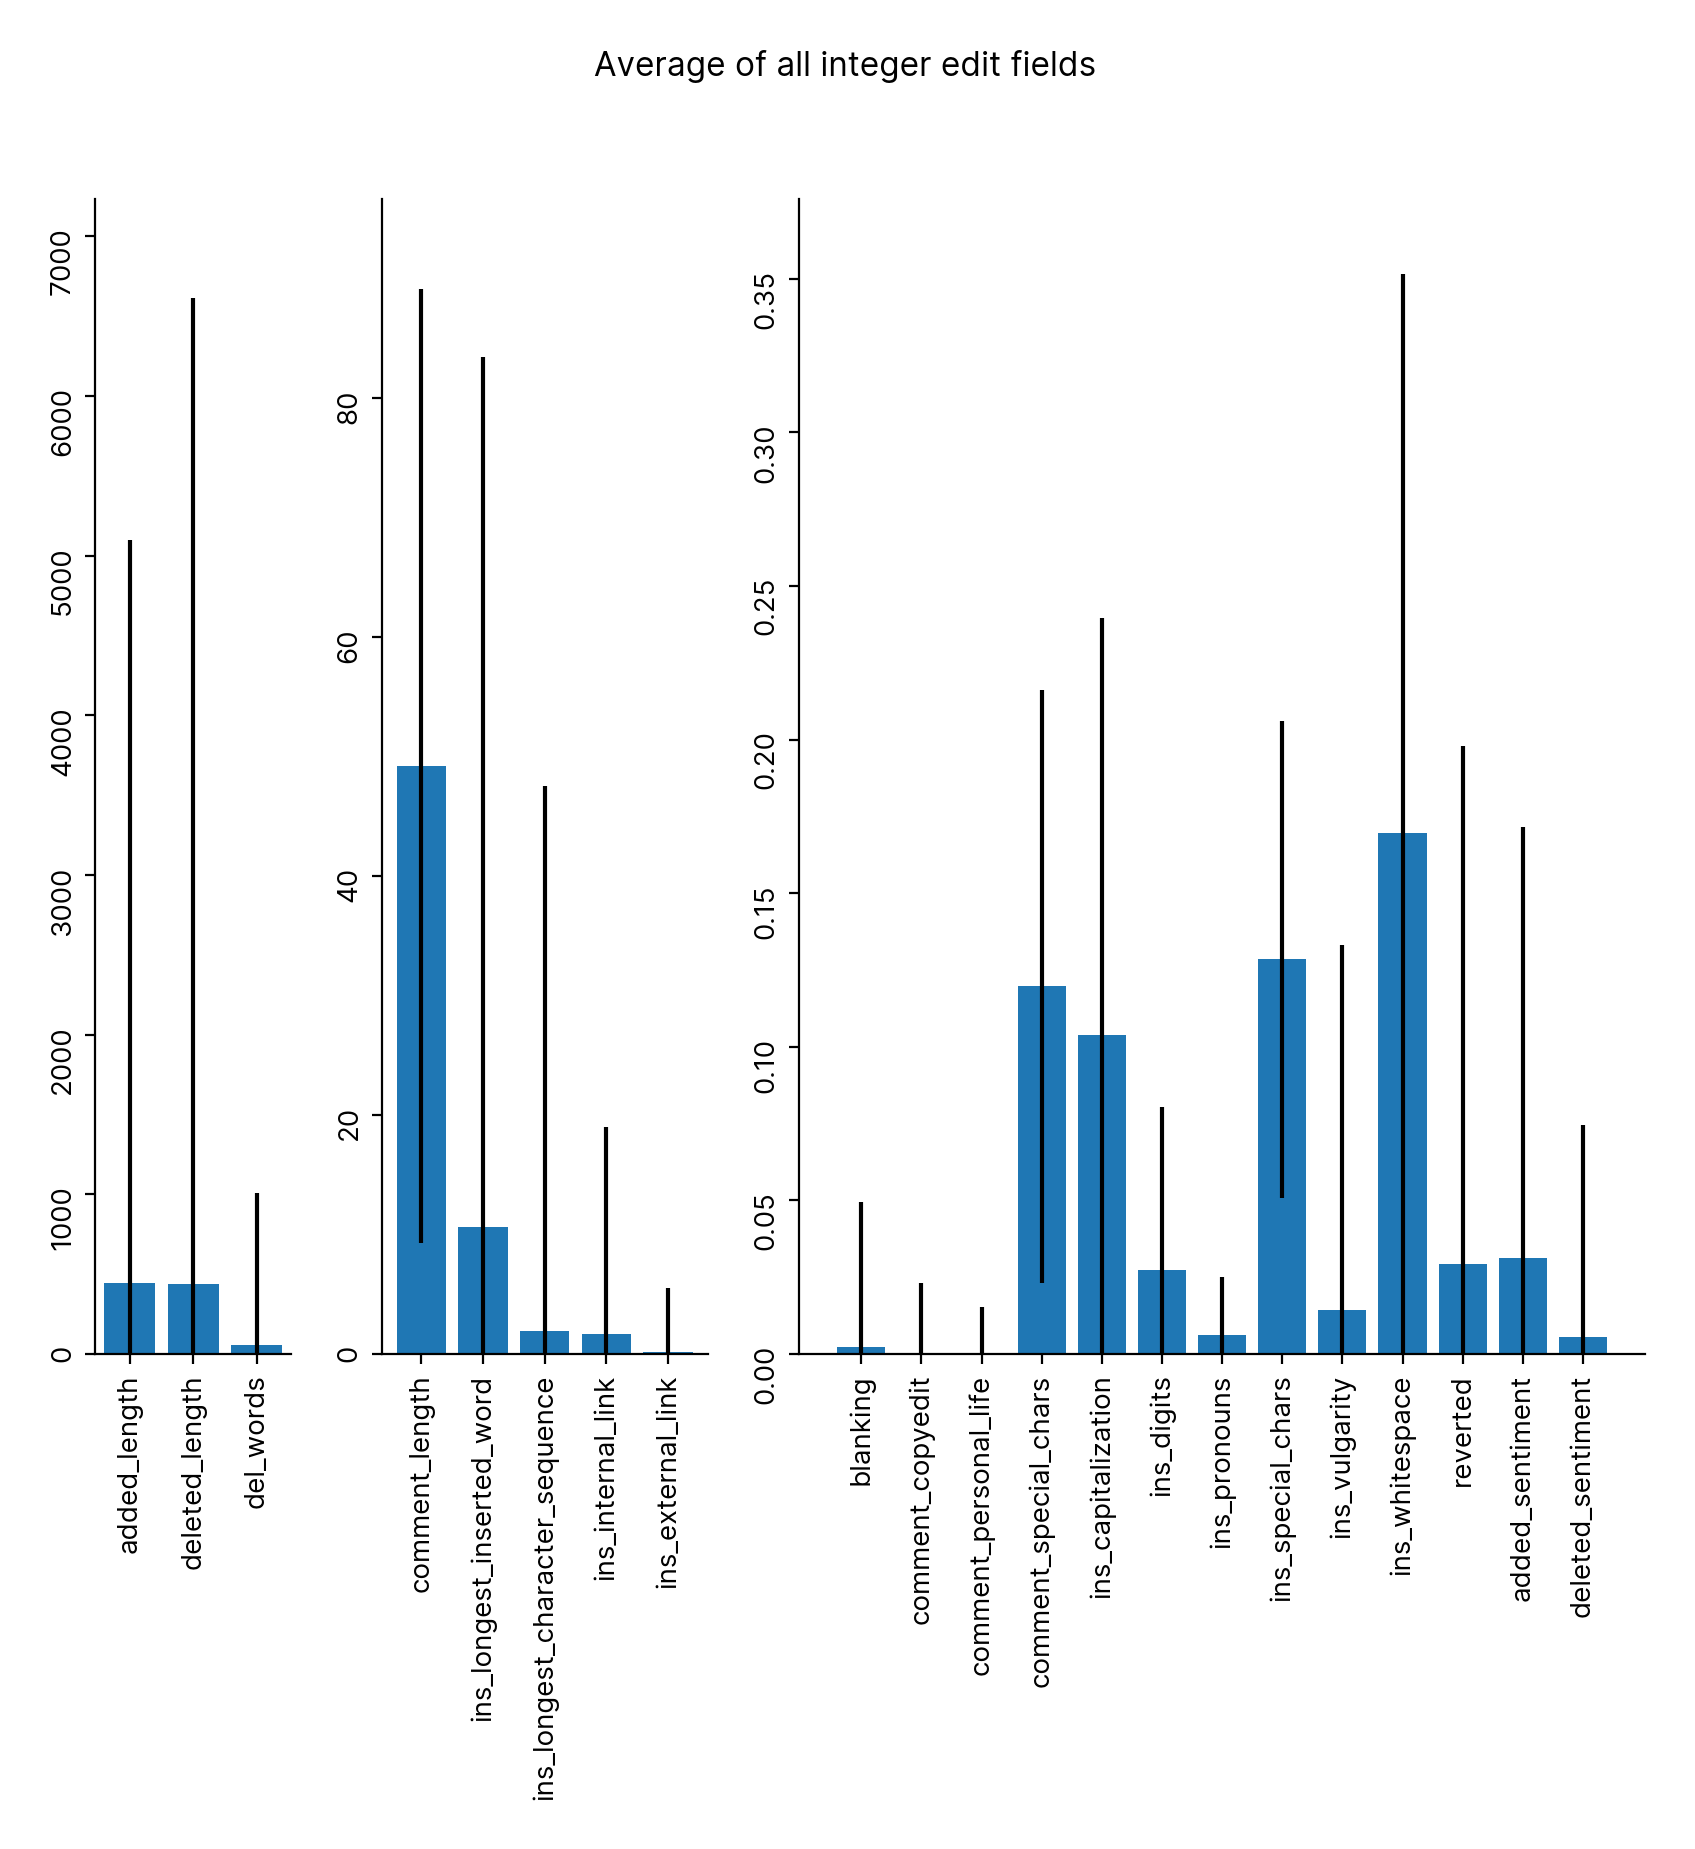 Average of all integer edit fields
7000
6000
5000
4000
3000
2000
1000
0
added_length
deleted_length
del_words
80
60
40
20
0
comment_length
ins_longest_inserted_word
ins_longest_character_sequence
ins_internal_link
ins_external_link
0.35
0.30
0.25
0.20
0.15
0.10
0.05
0.00
blanking
comment_copyedit
comment_personal_life
comment_special_chars
ins_capitalization
ins_digits
ins_pronouns
ins_special_chars
ins_vulgarity
ins_whitespace
reverted
added_sentiment
deleted_sentiment